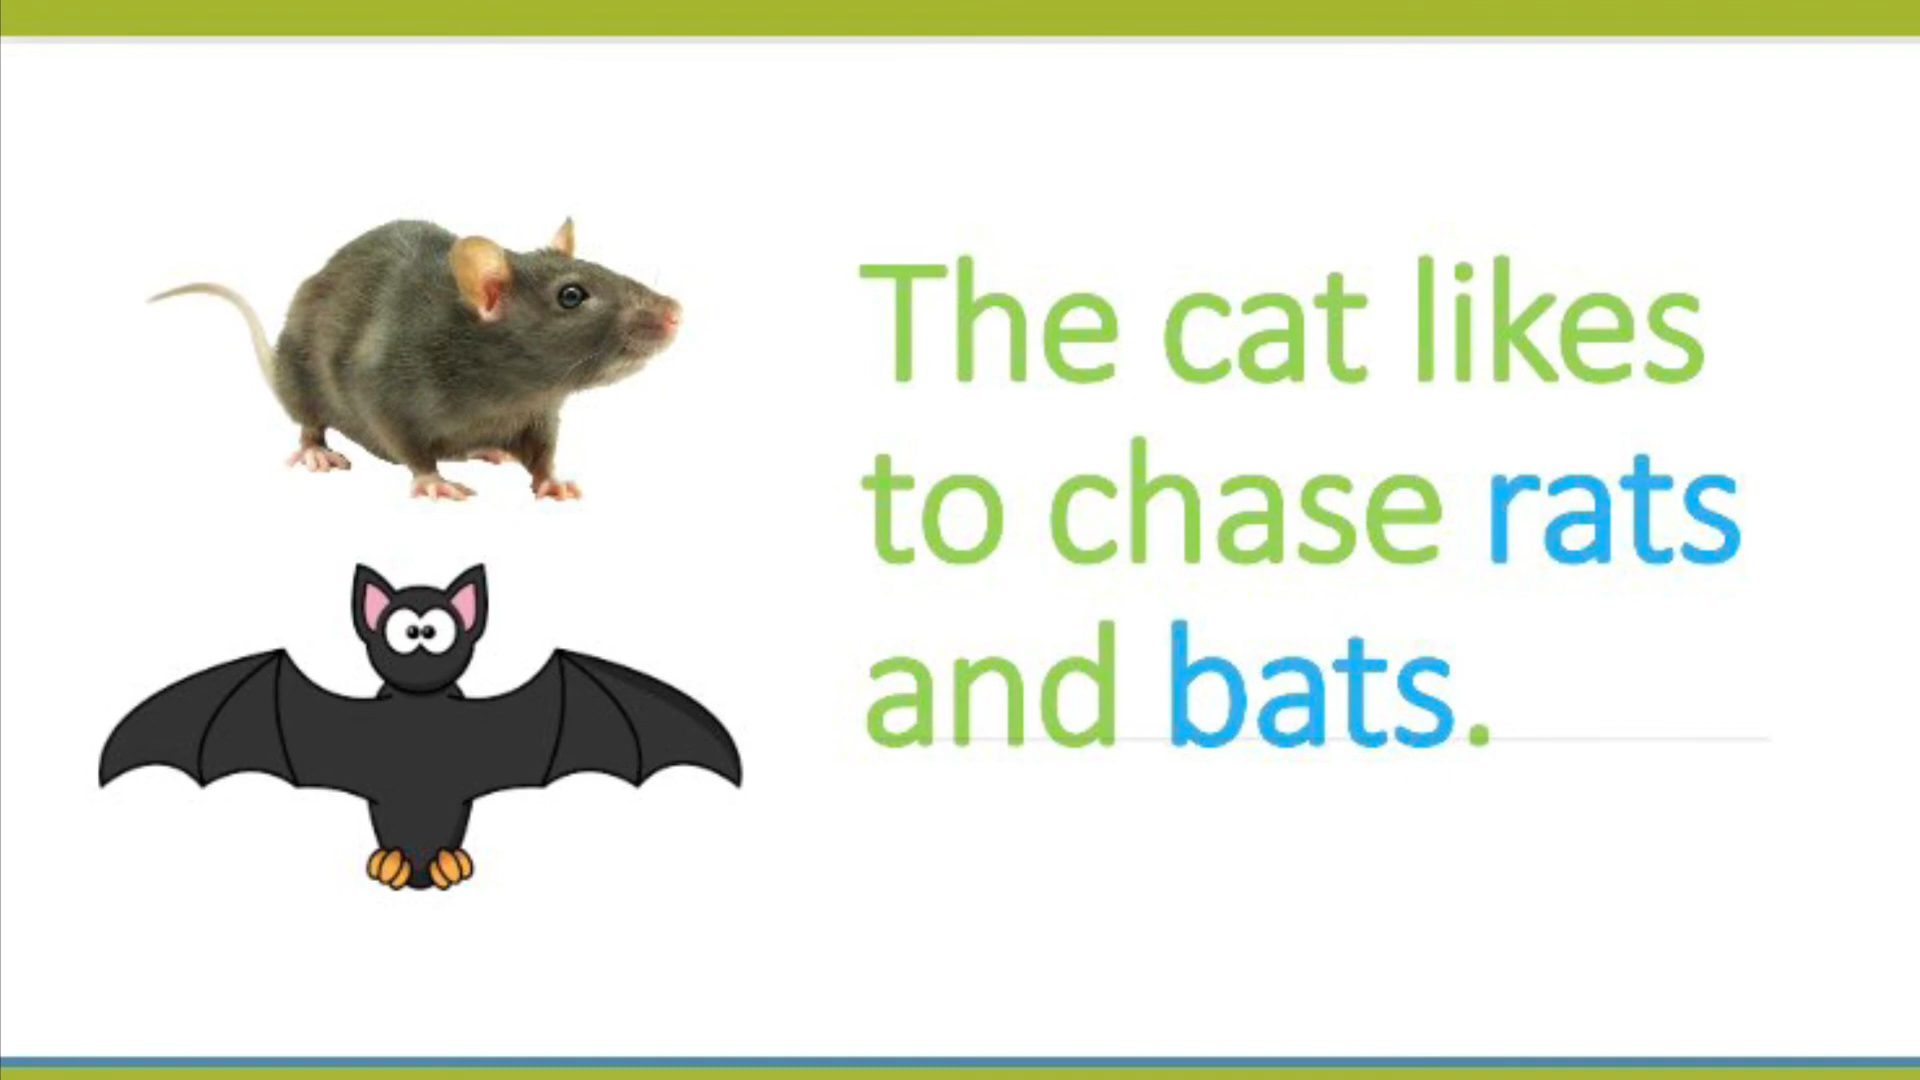 The cat likes
to chase rats
and bats.